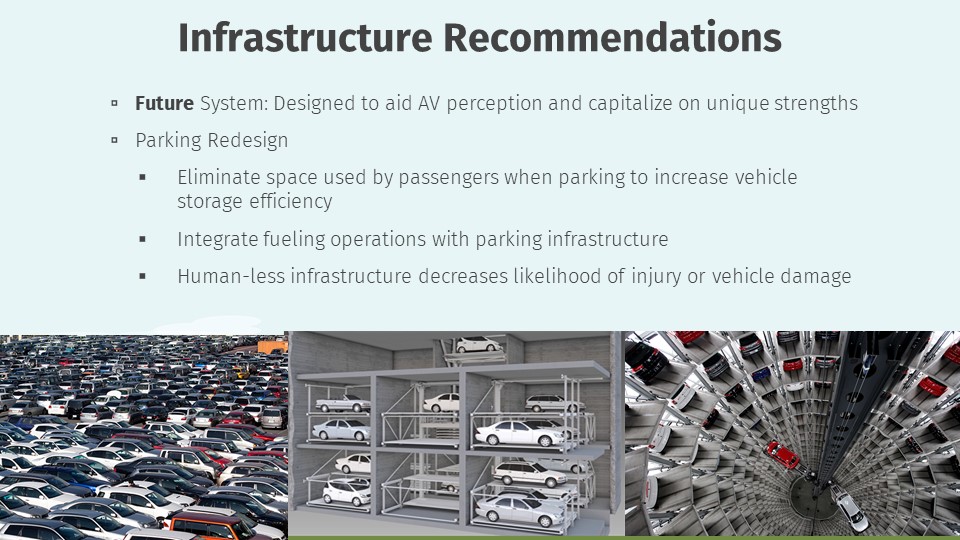 Infrastructure Recommendations
Future System: Designed to aid AV perception and capitalize on unique strengths
Parking Redesign
Eliminate space used by passengers when parking to increase vehicle
storage efficiency
Integrate fueling operations with parking infrastructure
Human-less infrastructure decreases likelihood of injury or vehicle damage